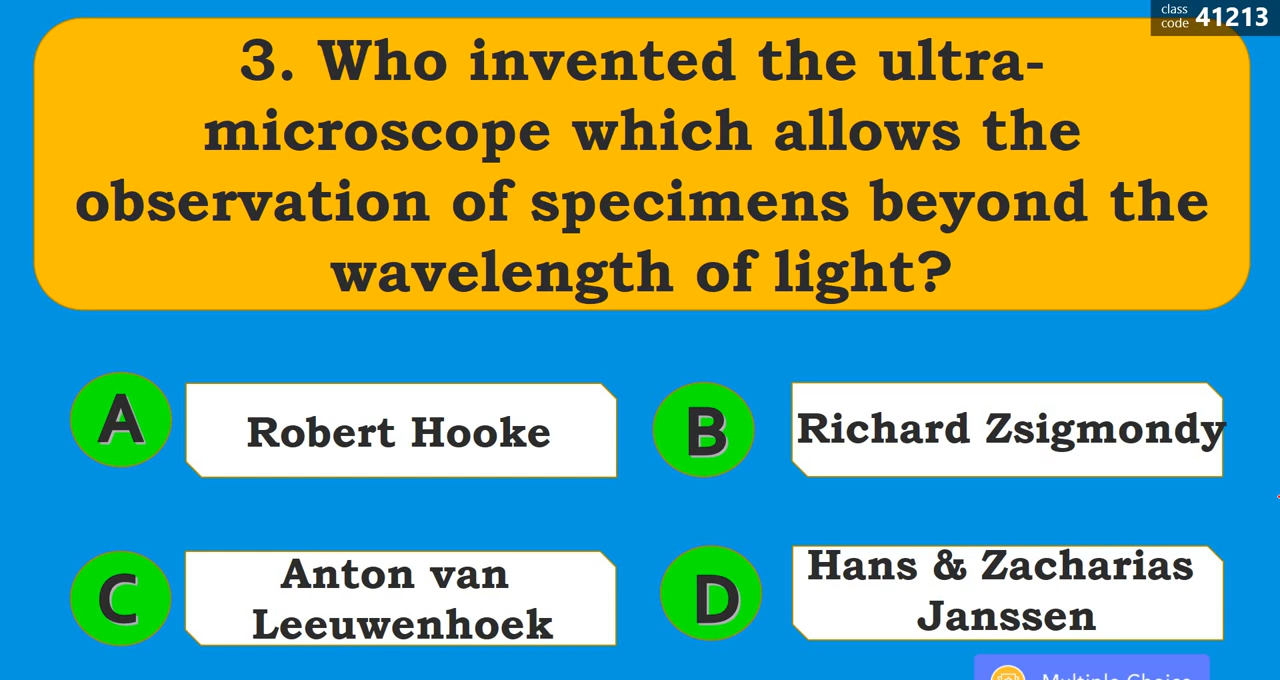 class
code 41213
3. Who invented the ultra-
microscope which allows the
observation of specimens beyond the
wavelength of light?
A
Robert Hooke
B
Richard Zsigmondy
C
Anton van
Leeuwenhoek
D
Hans & Zacharias
Janssen
Multiple Choice